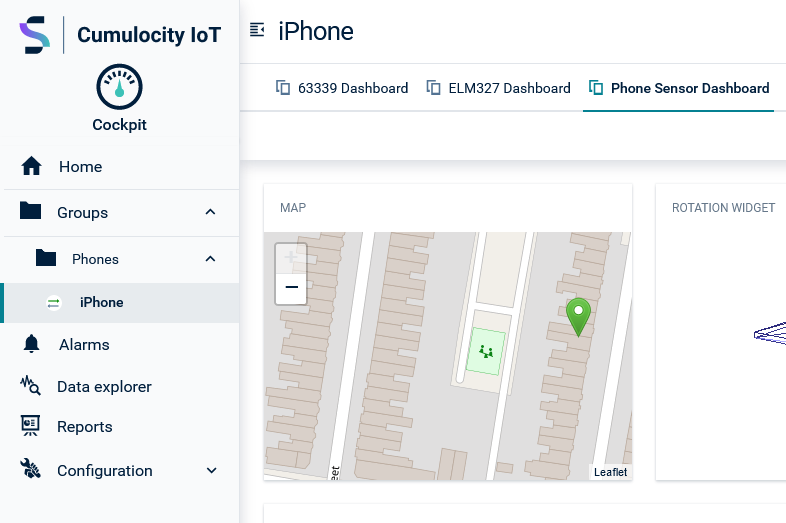 Cumulocity IoT
Cockpit
Home
Groups
Phones
iPhone
Alarms
Data explorer
Reports
Configuration
iPhone
63339 Dashboard
ELM327 Dashboard
Phone Sensor Dashboard
MAP
+
−
eet
Leaflet
ROTATION WIDGET